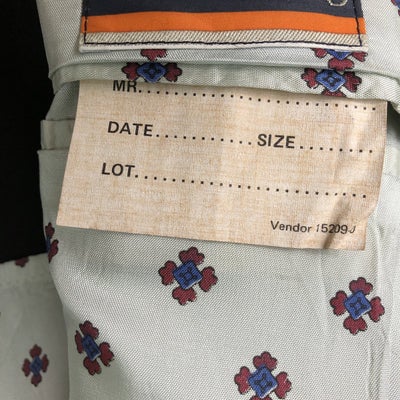 MR. ..............................
DATE........... SIZE........
LOT. ..............................
Vendor 15209J